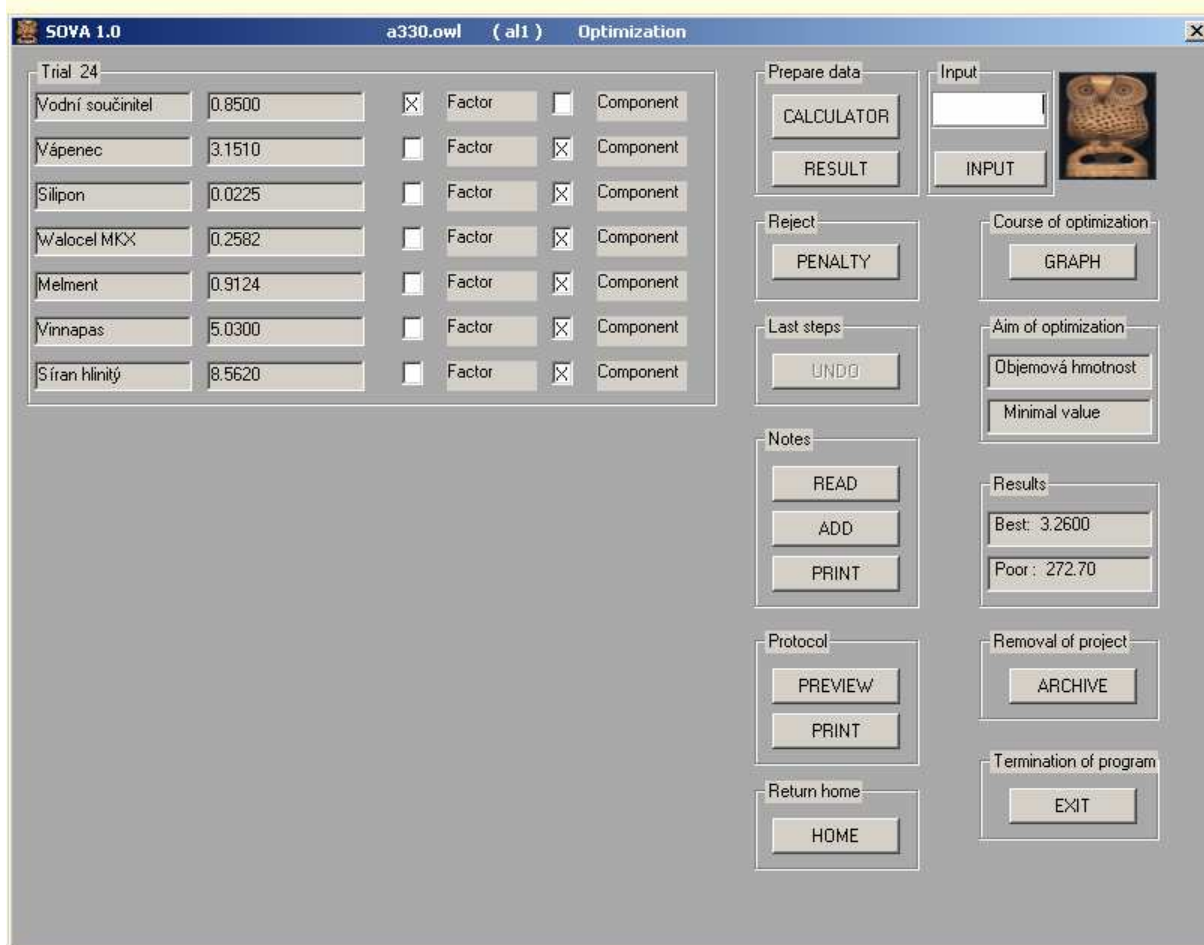 SOVA 1.0 a330.owl ( al1 ) Optimization
Trial 24
Vodní součinitel 0.8500 Factor Component
Vápenec 3.1510 Factor Component
Silipon 0.0225 Factor Component
Walocel MKX 0.2582 Factor Component
Melment 0.9124 Factor Component
Vinnapas 5.0300 Factor Component
Síran hlinitý 8.5620 Factor Component
Prepare data
CALCULATOR
RESULT
Input
INPUT
Reject
PENALTY
Course of optimization
GRAPH
Last steps
UNDO
Aim of optimization
Objemová hmotnost
Minimal value
Notes
READ
ADD
PRINT
Results
Best: 3.2600
Poor : 272.70
Protocol
PREVIEW
PRINT
Removal of project
ARCHIVE
Return home
HOME
Termination of program
EXIT